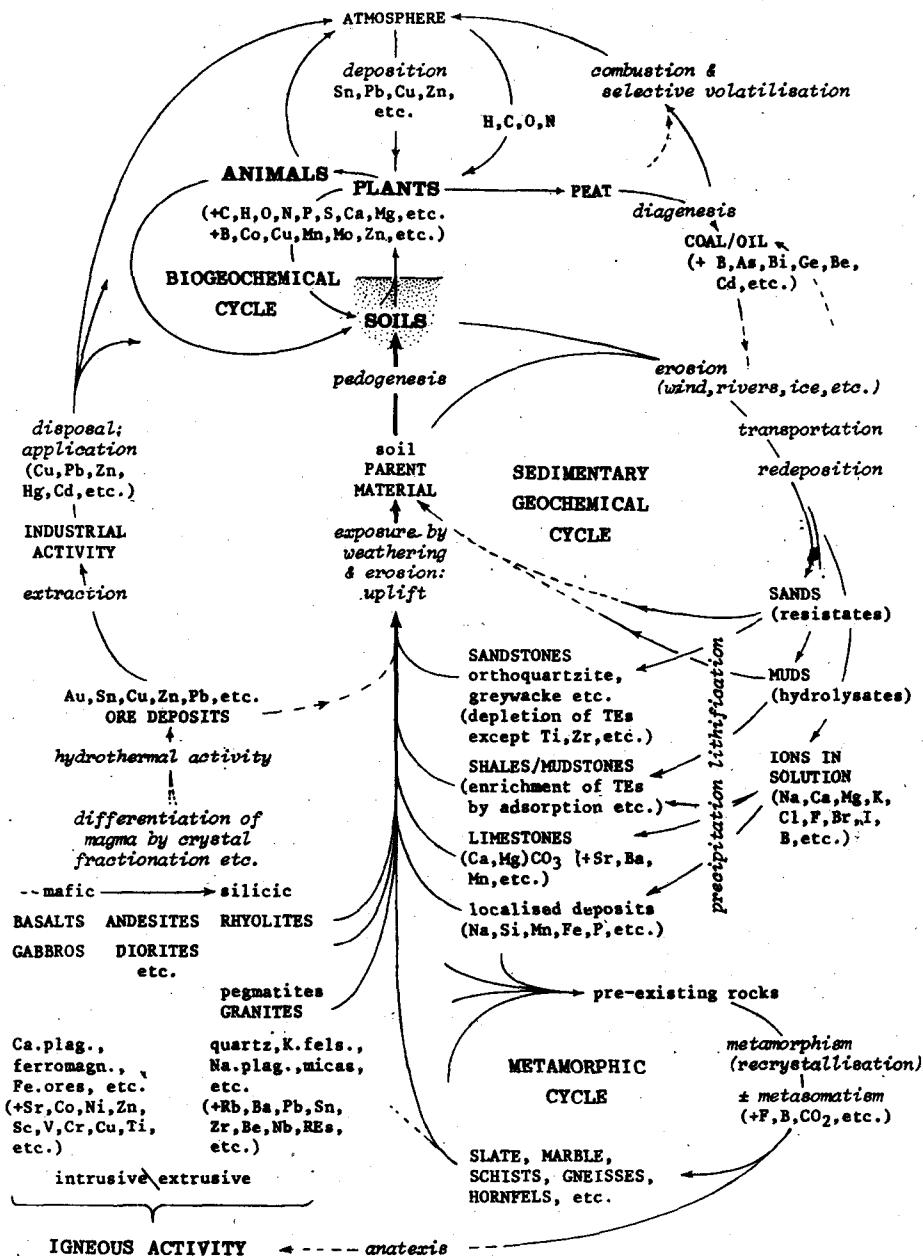 ATMOSPHERE
deposition
Sn,Pb,Cu,Zn,
etc.
H,C,O,N
combustion &
selective volatilisation
ANIMALS
PLANTS
(+C,H,O,N,P,S,Ca,Mg,etc.
+B,Co,Cu,Mn,Mo,Zn,etc.)
PEAT
diagenesis
COAL/OIL
(+ B,As,Bi,Ge,Be,
Cd,etc.)
BIOGEOCHEMICAL
CYCLE
SOILS
pedogenesis
erosion
(wind,rivers,ice,etc.)
transportation
redeposition
disposal;
application
(Cu,Pb,Zn,
Hg,Cd,etc.)
INDUSTRIAL
ACTIVITY
extraction
soil
PARENT
MATERIAL
exposure by
weathering
& erosion:
uplift
SEDIMENTARY
GEOCHEMICAL
CYCLE
SANDS
(resistates)
MUDS
(hydrolysates)
IONS IN
SOLUTION
(Na,Ca,Mg,K,
Cl,F,Br,I,
B,etc.)
precipitation lithification
SANDSTONES
orthoquartzite,
greywacke etc.
(depletion of TEs
except Ti,Zr,etc.)
SHALES/MUDSTONES
(enrichment of TEs
by adsorption etc.)
LIMESTONES
(Ca,Mg)CO3 (+Sr,Ba,
Mn,etc.)
localised deposits
(Na,Si,Mn,Fe,P,etc.)
Au,Sn,Cu,Zn,Pb,etc.
ORE DEPOSITS
hydrothermal activity
differentiation of
magma by crystal
fractionation etc.
--mafic silicic
BASALTS ANDESITES RHYOLITES
GABBROS DIORITES
etc.
pegmatites
GRANITES
Ca.plag.,
ferromagn.,
Fe.ores, etc.
(+Sr,Co,Ni,Zn,
Sc,V,Cr,Cu,Ti,
etc.)
quartz,K.fels.,
Na.plag.,micas,
etc.
(+Rb,Ba,Pb,Sn,
Zr,Be,Nb,REs,
etc.)
intrusive\extrusive
IGNEOUS ACTIVITY
pre-existing rocks
metamorphism
(recrystallisation)
± metasomatism
(+F,B,CO2,etc.)
METAMORPHIC
CYCLE
SLATE, MARBLE,
SCHISTS, GNEISSES,
HORNFELS, etc.
anatexis